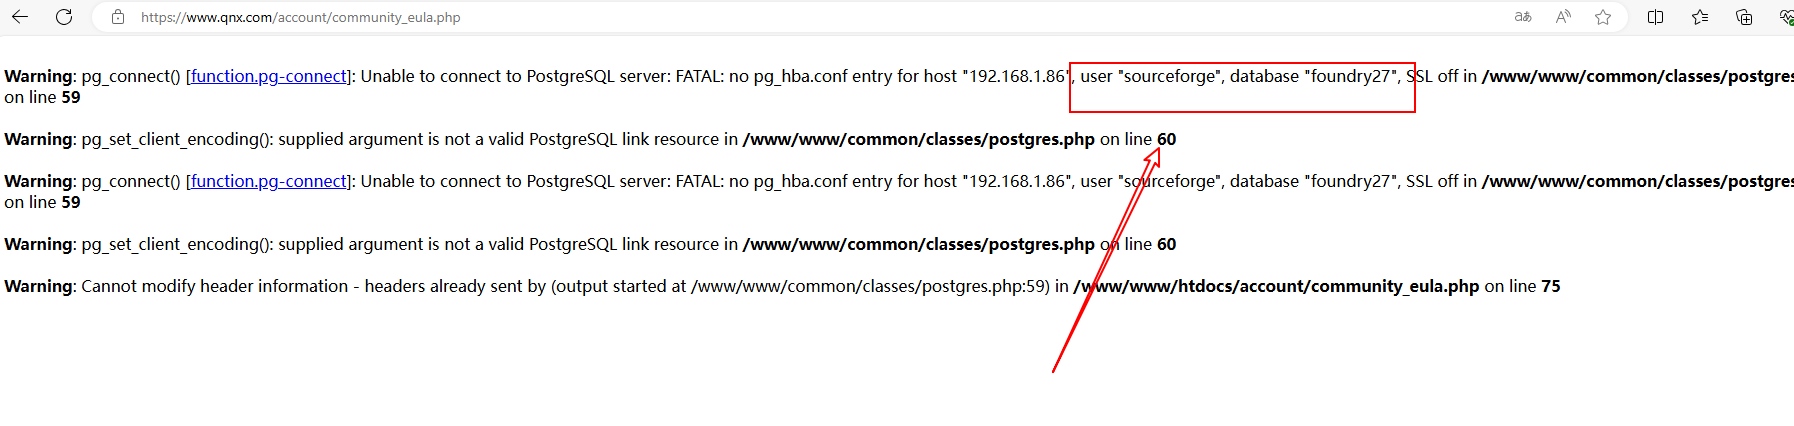 https://www.qnx.com/account/community_eula.php
Warning: pg_connect() [function.pg-connect]: Unable to connect to PostgreSQL server: FATAL: no pg_hba.conf entry for host "192.168.1.86", user "sourceforge", database "foundry27", SSL off in /www/www/common/classes/postgres
on line 59
Warning: pg_set_client_encoding(): supplied argument is not a valid PostgreSQL link resource in /www/www/common/classes/postgres.php on line 60
Warning: pg_connect() [function.pg-connect]: Unable to connect to PostgreSQL server: FATAL: no pg_hba.conf entry for host "192.168.1.86", user "sourceforge", database "foundry27", SSL off in /www/www/common/classes/postgres
on line 59
Warning: pg_set_client_encoding(): supplied argument is not a valid PostgreSQL link resource in /www/www/common/classes/postgres.php on line 60
Warning: Cannot modify header information - headers already sent by (output started at /www/www/common/classes/postgres.php:59) in /www/www/htdocs/account/community_eula.php on line 75